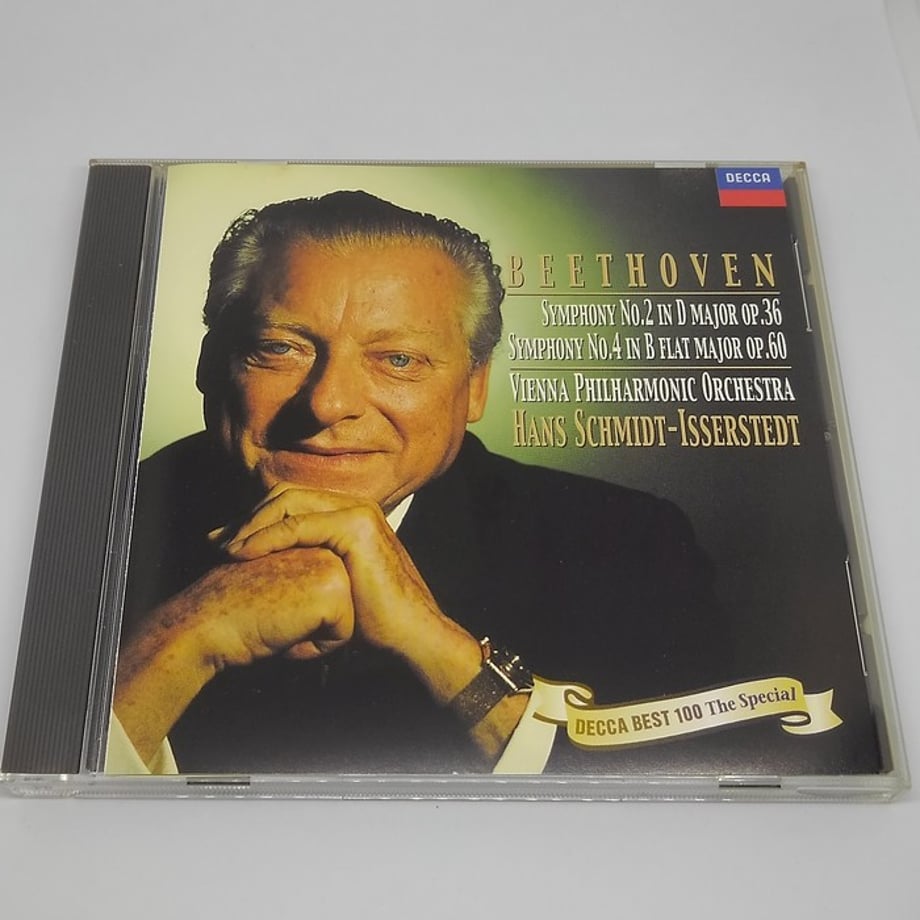 DECCA
BEETHOVEN
SYMPHONY NO.2 IN D MAJOR OP.36
SYMPHONY NO.4 IN B FLAT MAJOR OP.60
VIENNA PHILHARMONIC ORCHESTRA
HANS SCHMIDT-ISSERSTEDT
DECCA BEST 100 The Special